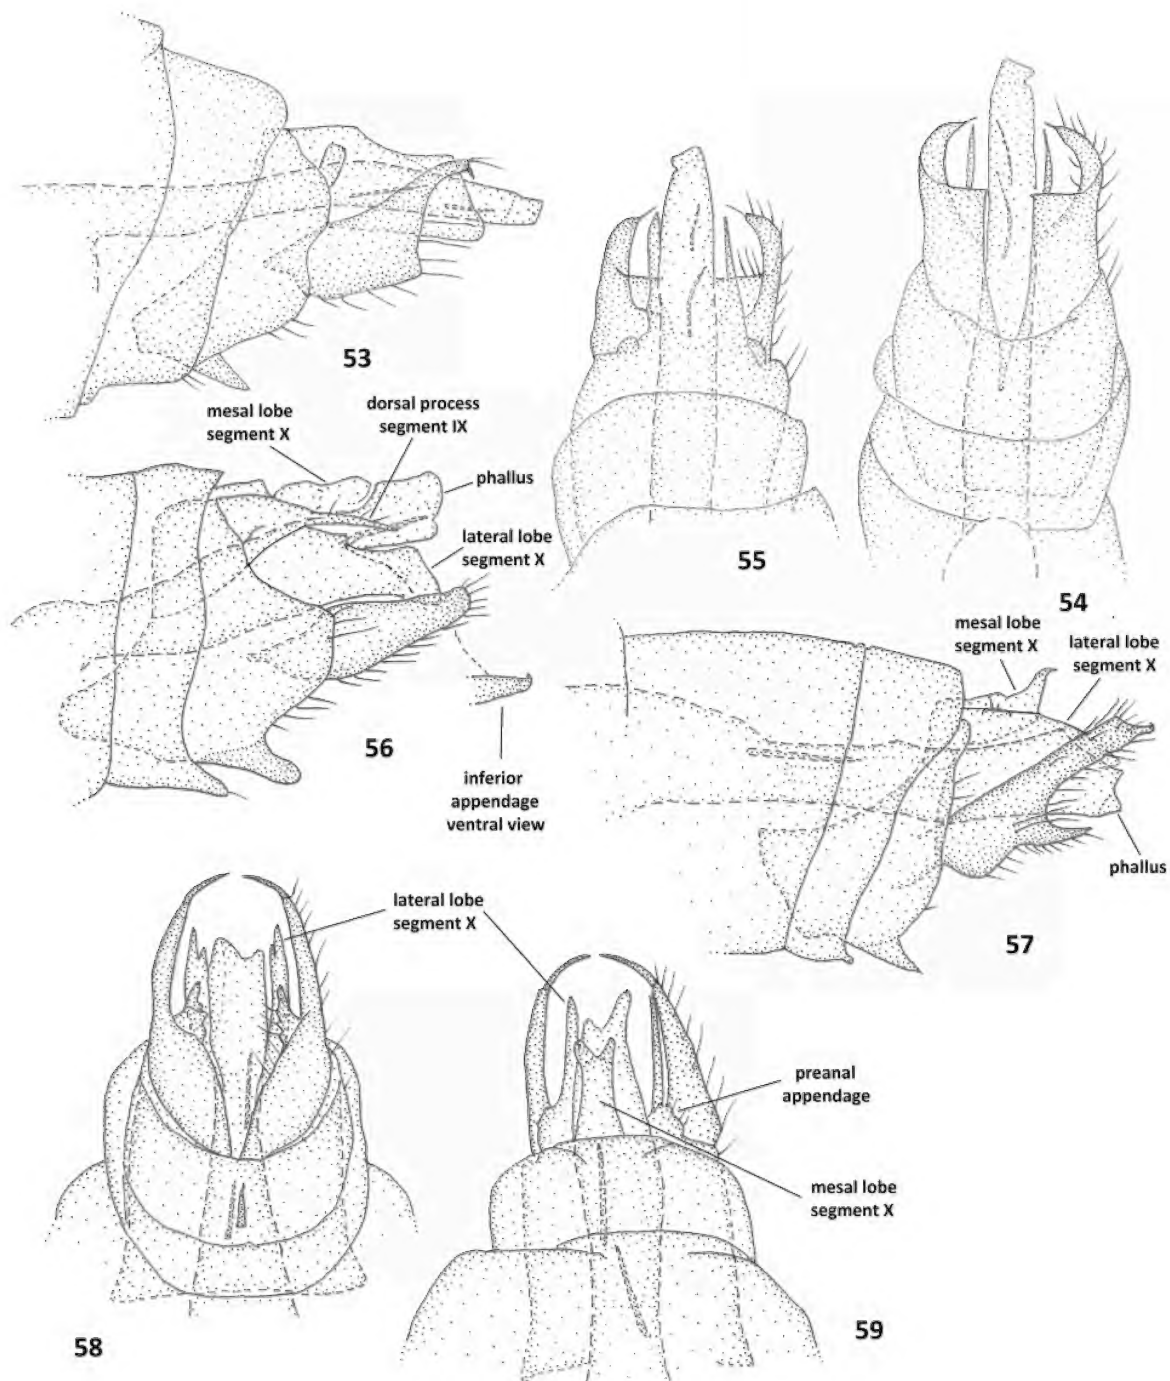 53
mesal lobe
segment X
dorsal process
segment IX
phallus
lateral lobe
segment X
55
54
mesal lobe
segment X
lateral lobe
segment X
56
inferior
appendage
ventral view
phallus
57
lateral lobe
segment X
preanal
appendage
mesal lobe
segment X
58
59